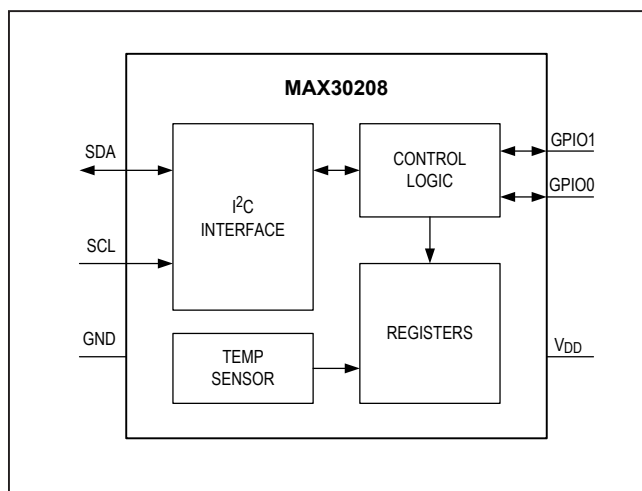 MAX30208
SDA
SCL
GND
I²C
INTERFACE
TEMP
SENSOR
CONTROL
LOGIC
REGISTERS
GPIO1
GPIO0
VDD